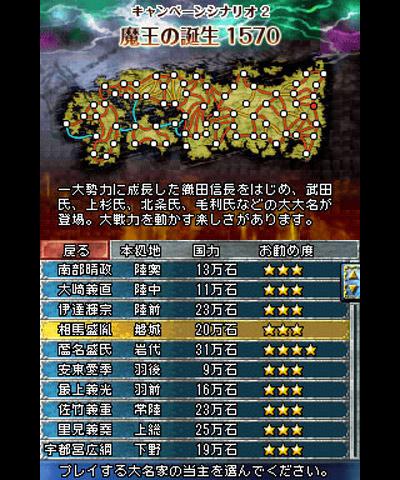 キャンペーンシナリオ2
魔王の誕生 1570
一大勢力に成長した織田信長をはじめ、武田
氏、上杉氏、北条氏、毛利氏などの大大名が
登場。大戦力を動かす楽しさがあります。
戻る 本拠地 国力 お勧め度
南部晴政 陸奥 13万石 ★★★
大崎義直 陸中 11万石 ★★★
伊達輝宗 陸前 23万石 ★★★
相馬盛胤 磐城 20万石 ★★★
蘆名盛氏 岩代 31万石 ★★★★
安東愛季 羽後 9万石 ★★★
最上義光 羽前 16万石 ★★★
佐竹義重 常陸 23万石 ★★★
里見義堯 上総 25万石 ★★★
宇都宮広綱 下野 19万石 ★★★
プレイする大名家の当主を選んでください。